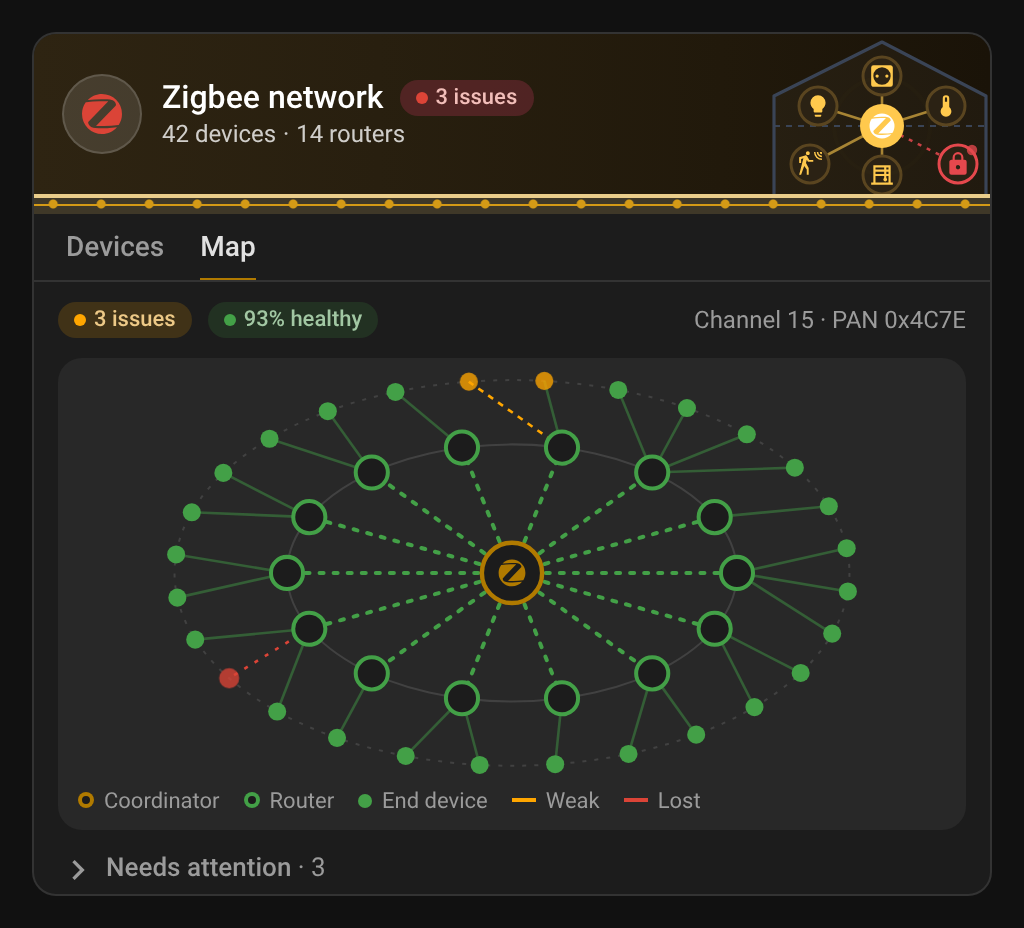 Zigbee network
3 issues
42 devices · 14 routers
Devices
Map
3 issues
93% healthy
Channel 15 · PAN 0x4C7E
Coordinator
Router
End device
Weak
Lost
Needs attention · 3